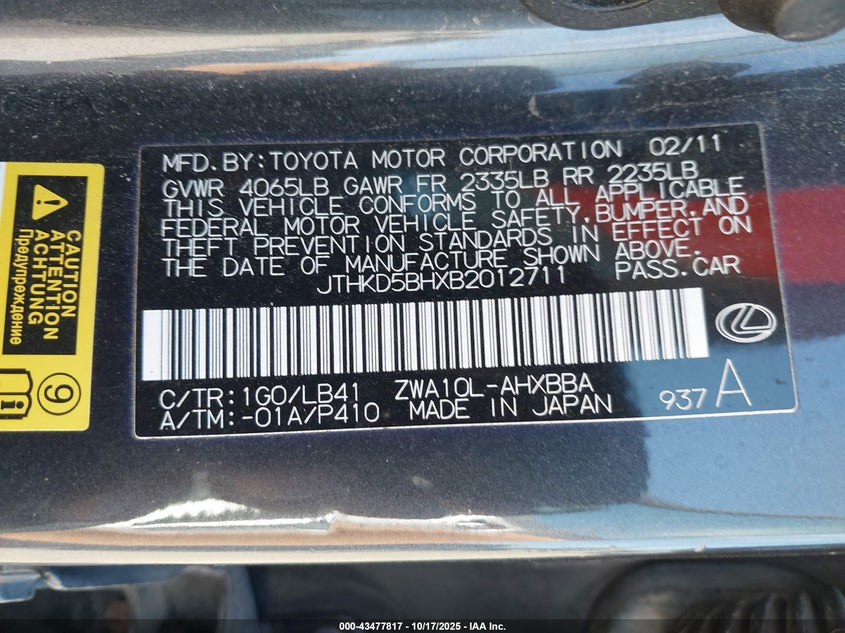 MFD.BY:TOYOTA MOTOR CORPORATION 02/11
GVWR 4065LB GAWR FR 2335LB RR 2235LB
THIS VEHICLE CONFORMS TO ALL APPLICABLE
FEDERAL MOTOR VEHICLE SAFETY,BUMPER,AND
THEFT PREVENTION STANDARDS IN EFFECT ON
THE DATE OF MANUFACTURE SHOWN ABOVE.
JTHKD5BHXB2012711 PASS.CAR
C/TR:1G0/LB41 ZWA10L-AHXBBA
A/TM:-01A/P410 MADE IN JAPAN 937 A
CAUTION
ATTENTION
ACHTUNG
Предупреждение
9
000-43477817 - 10/17/2025 - IAA Inc.